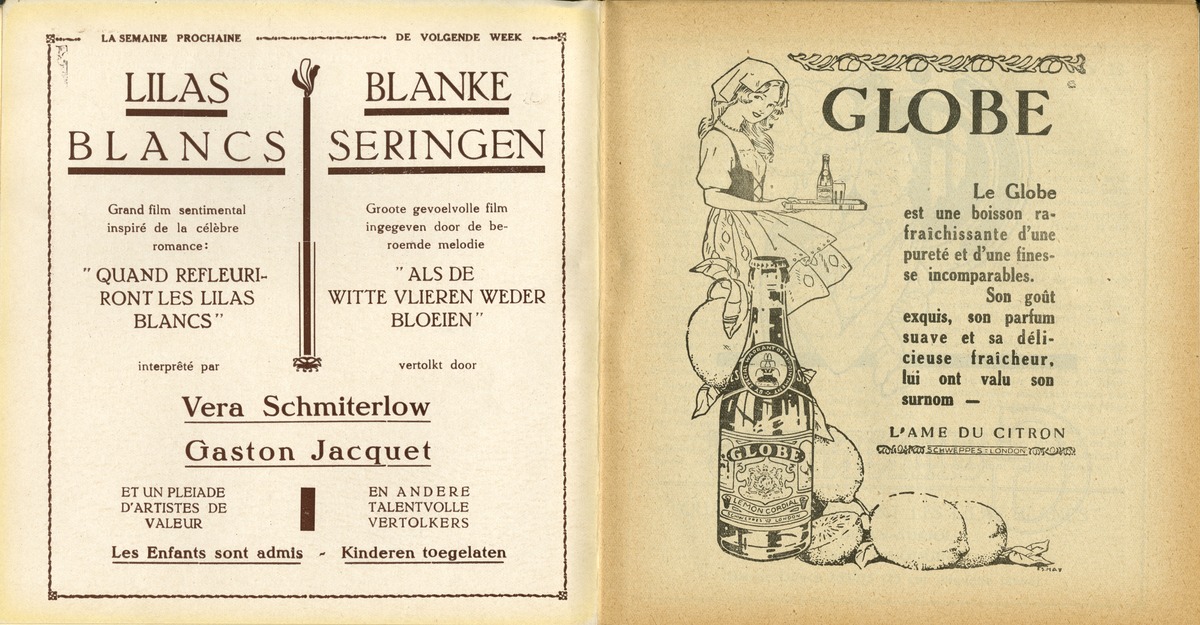 LA SEMAINE PROCHAINE
DE VOLGENDE WEEK
LILAS
BLANCS
Grand film sentimental
inspiré de la célèbre
romance:
" QUAND REFLEURI-
RONT LES LILAS
BLANCS"
interprêté par
BLANKE
SERINGEN
Groote gevoelvolle film
ingegeven door de be-
roemde melodie
" ALS DE
WITTE VLIEREN WEDER
BLOEIEN"
vertolkt door
Vera Schmiterlow
Gaston Jacquet
ET UN PLEIADE
D'ARTISTES DE
VALEUR
EN ANDERE
TALENTVOLLE
VERTOLKERS
Les Enfants sont admis - Kinderen toegelaten
GLOBE
Le Globe
est une boisson ra-
fraîchissante d'une
pureté et d'une fines-
se incomparables.
Son goût
exquis, son parfum
suave et sa déli-
cieuse fraîcheur,
lui ont valu son
surnom —
L'AME DU CITRON
SCHWEPPES : LONDON
GLOBE
LEMON CORDIAL
SCHWEPPES LONDON